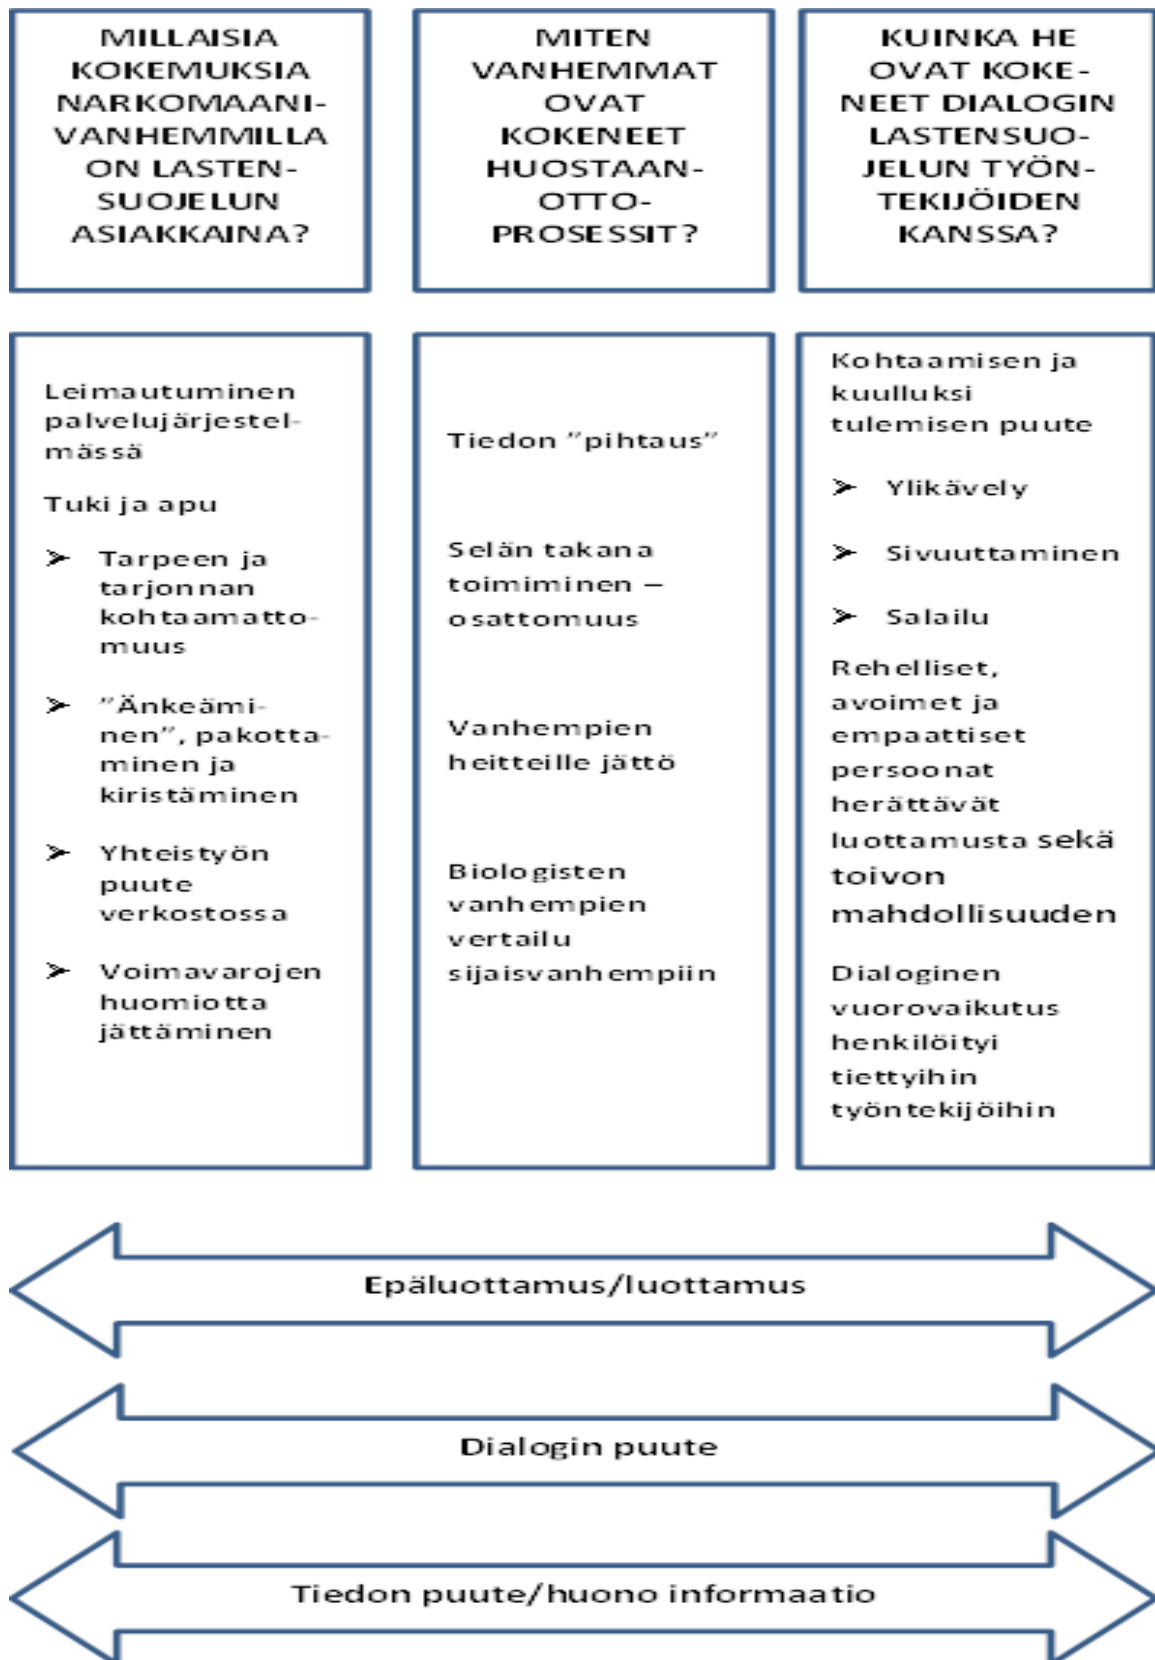 MILLAISIA
KOKEMUKSIA
NARKOMAANI-
VANHEMMILLA
ON LASTEN-
SUOJELUN
ASIAKKAINA?
MITEN
VANHEMMAT
OVAT
KOKENEET
HUOSTAAN-
OTTO-
PROSESSIT?
KUINKA HE
OVAT KOKE-
NEET DIALOGIN
LASTENSUO-
JELUN TYÖN-
TEKIJÖIDEN
KANSSA?
Leimautuminen
palvelujärjestel-
mässä
Tuki ja apu
➢ Tarpeen ja
tarjonnan
kohtaamatto-
muus
➢ ”Änkeämi-
nen”, pakotta-
minen ja
kiristäminen
➢ Yhteistyön
puute
verkostossa
➢ Voimavarojen
huomiotta
jättäminen
Tiedon ”pihtaus”
Selän takana
toimiminen –
osattomuus
Vanhempien
heitteille jättö
Biologisten
vanhempien
vertailu
sijaisvanhempiin
Kohtaamisen ja
kuulluksi
tulemisen puute
➢ Ylikävely
➢ Sivuuttaminen
➢ Salailu
Rehelliset,
avoimet ja
empaattiset
persoonat
herättävät
luottamusta sekä
toivon
mahdollisuuden
Dialoginen
vuorovaikutus
henkilöityi
tiettyihin
työntekijöihin
Epäluottamus/luottamus
Dialogin puute
Tiedon puute/huono informaatio